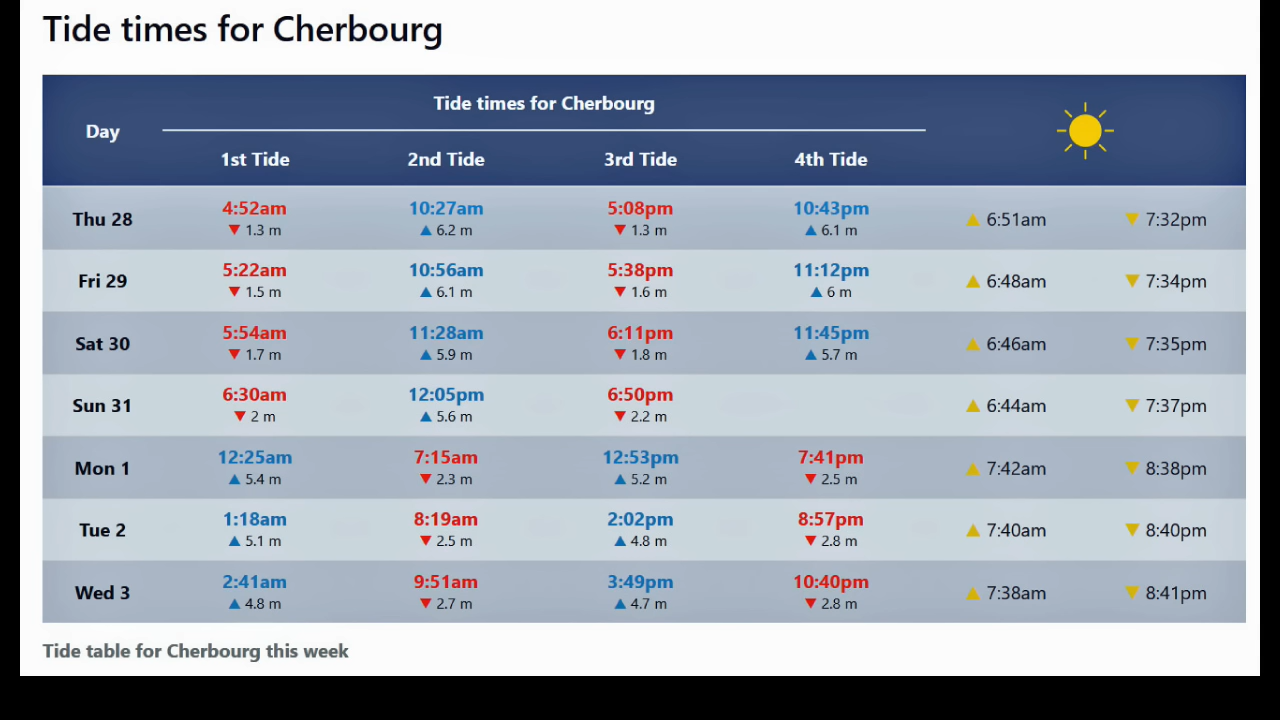 Tide times for Cherbourg
Tide times for Cherbourg
Day
1st Tide 2nd Tide 3rd Tide 4th Tide
Thu 28 4:52am 10:27am 5:08pm 10:43pm 6:51am 7:32pm
▼ 1.3 m ▲ 6.2 m ▼ 1.3 m ▲ 6.1 m
Fri 29 5:22am 10:56am 5:38pm 11:12pm 6:48am 7:34pm
▼ 1.5 m ▲ 6.1 m ▼ 1.6 m ▲ 6 m
Sat 30 5:54am 11:28am 6:11pm 11:45pm 6:46am 7:35pm
▼ 1.7 m ▲ 5.9 m ▼ 1.8 m ▲ 5.7 m
Sun 31 6:30am 12:05pm 6:50pm 6:44am 7:37pm
▼ 2 m ▲ 5.6 m ▼ 2.2 m
Mon 1 12:25am 7:15am 12:53pm 7:41pm 7:42am 8:38pm
▲ 5.4 m ▼ 2.3 m ▲ 5.2 m ▼ 2.5 m
Tue 2 1:18am 8:19am 2:02pm 8:57pm 7:40am 8:40pm
▲ 5.1 m ▼ 2.5 m ▲ 4.8 m ▼ 2.8 m
Wed 3 2:41am 9:51am 3:49pm 10:40pm 7:38am 8:41pm
▲ 4.8 m ▼ 2.7 m ▲ 4.7 m ▼ 2.8 m
Tide table for Cherbourg this week